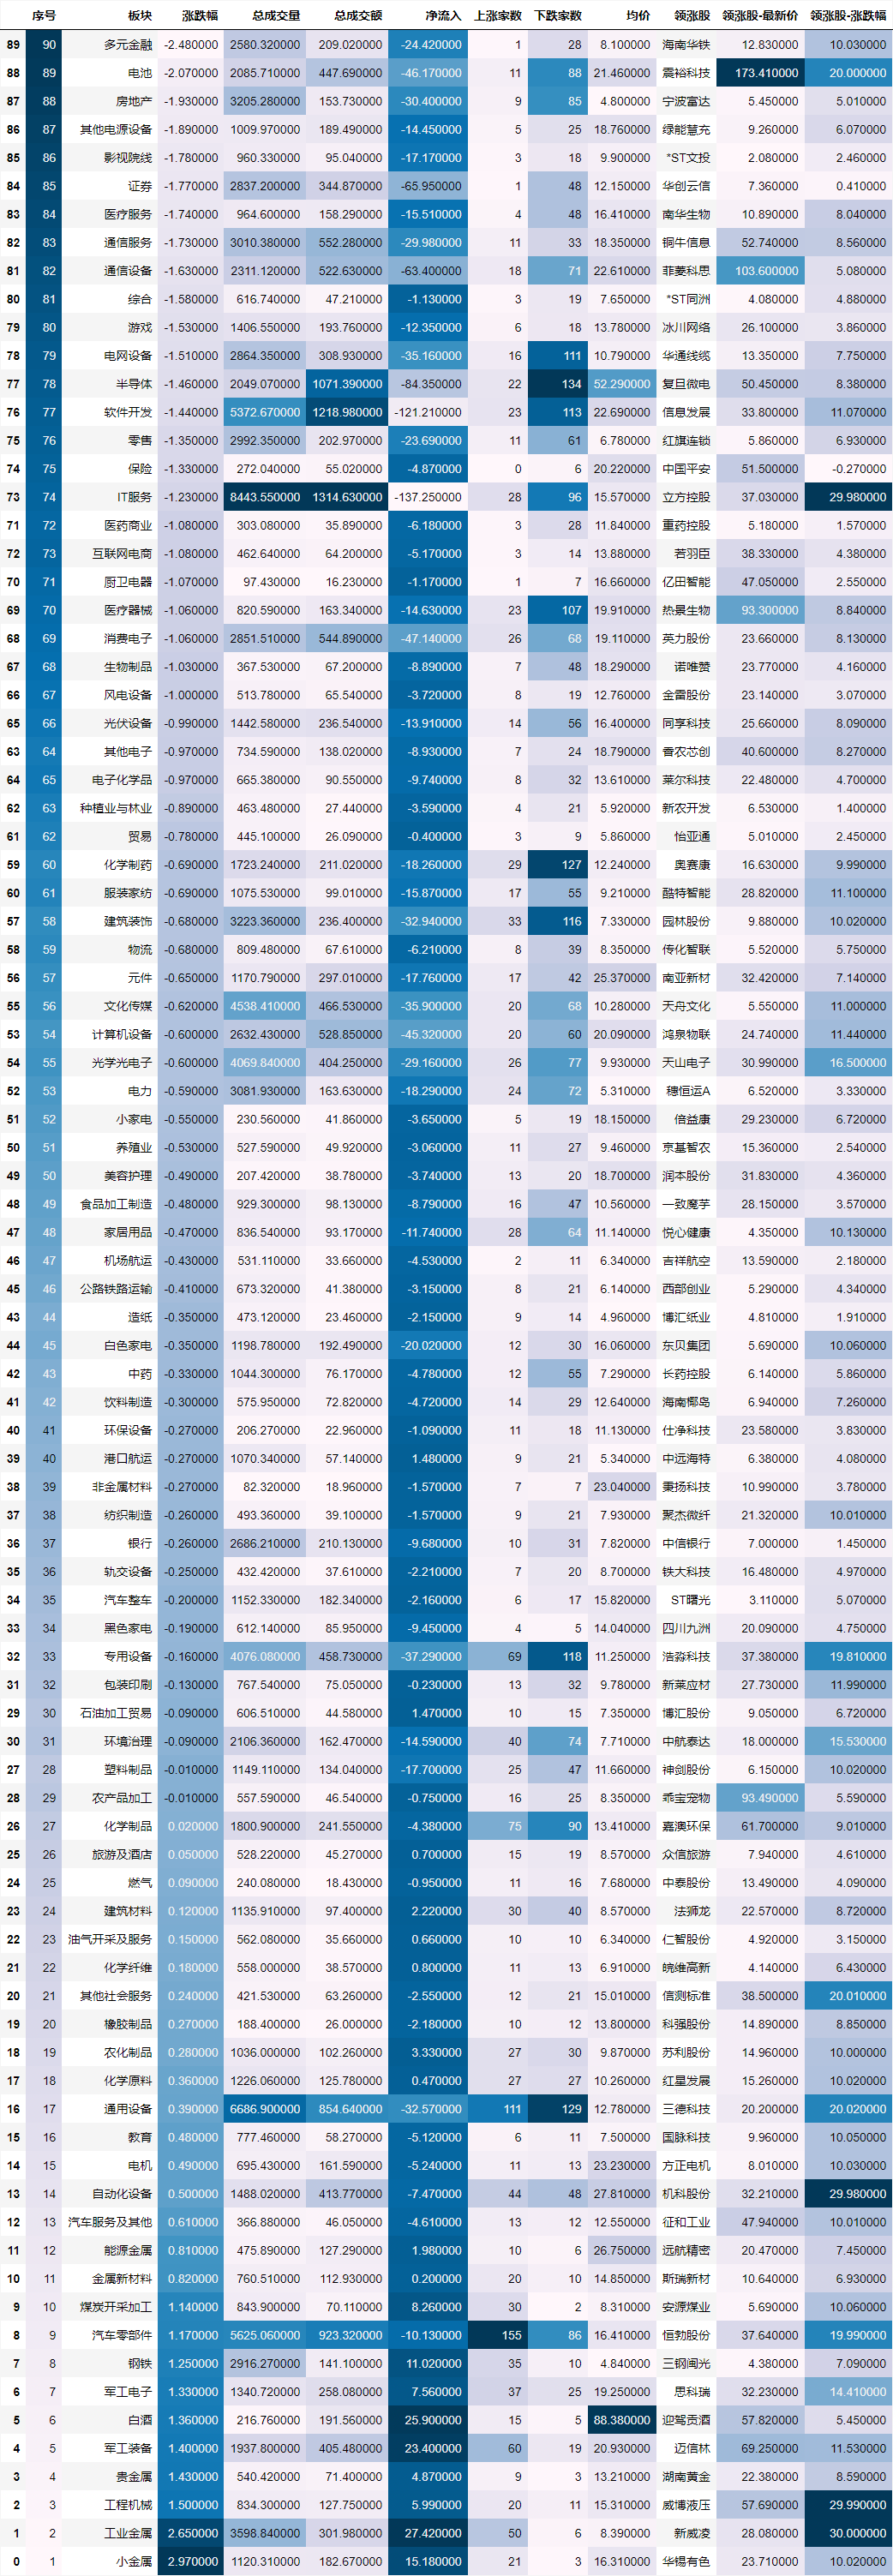 序号 板块 涨跌幅 总成交量 总成交额 净流入 上涨家数 下跌家数 均价 领涨股 领涨股-最新价 领涨股-涨跌幅
89 90 多元金融 -2.480000 2580.320000 209.020000 -24.420000 1 28 8.100000 海南华铁 12.830000 10.030000
88 89 电池 -2.070000 2085.710000 447.690000 -46.170000 11 88 21.460000 震裕科技 173.410000 20.000000
87 88 房地产 -1.930000 3205.280000 153.730000 -30.400000 9 85 4.800000 宁波富达 5.450000 5.010000
86 87 其他电源设备 -1.890000 1009.970000 189.490000 -14.450000 5 25 18.760000 绿能慧充 9.260000 6.070000
85 86 影视院线 -1.780000 960.330000 95.040000 -17.170000 3 18 9.900000 *ST文投 2.080000 2.460000
84 85 证券 -1.770000 2837.200000 344.870000 -65.950000 1 48 12.150000 华创云信 7.360000 0.410000
83 84 医疗服务 -1.740000 964.600000 158.290000 -15.510000 4 48 16.410000 南华生物 10.890000 8.040000
82 83 通信服务 -1.730000 3010.380000 552.280000 -29.980000 11 33 18.350000 铜牛信息 52.740000 8.560000
81 82 通信设备 -1.630000 2311.120000 522.630000 -63.400000 18 71 22.610000 菲菱科思 103.600000 5.080000
80 81 综合 -1.580000 616.740000 47.210000 -1.130000 3 19 7.650000 *ST同洲 4.080000 4.880000
79 80 游戏 -1.530000 1406.550000 193.760000 -12.350000 6 18 13.780000 冰川网络 26.100000 3.860000
78 79 电网设备 -1.510000 2864.350000 308.930000 -35.160000 16 111 10.790000 华通线缆 13.350000 7.750000
77 78 半导体 -1.460000 2049.070000 1071.390000 -84.350000 22 134 52.290000 复旦微电 50.450000 8.380000
76 77 软件开发 -1.440000 5372.670000 1218.980000 -121.210000 23 113 22.690000 信息发展 33.800000 11.070000
75 76 零售 -1.350000 2992.350000 202.970000 -23.690000 11 61 6.780000 红旗连锁 5.860000 6.930000
74 75 保险 -1.330000 272.040000 55.020000 -4.870000 0 6 20.220000 中国平安 51.500000 -0.270000
73 74 IT服务 -1.230000 8443.550000 1314.630000 -137.250000 28 96 15.570000 立方控股 37.030000 29.980000
71 72 医药商业 -1.080000 303.080000 35.890000 -6.180000 3 28 11.840000 重药控股 5.180000 1.570000
72 73 互联网电商 -1.080000 462.640000 64.200000 -5.170000 3 14 13.880000 若羽臣 38.330000 4.380000
70 71 厨卫电器 -1.070000 97.430000 16.230000 -1.170000 1 7 16.660000 亿田智能 47.050000 2.550000
69 70 医疗器械 -1.060000 820.590000 163.340000 -14.630000 23 107 19.910000 热景生物 93.300000 8.840000
68 69 消费电子 -1.060000 2851.510000 544.890000 -47.140000 26 68 19.110000 英力股份 23.660000 8.130000
67 68 生物制品 -1.030000 367.530000 67.200000 -8.890000 7 48 18.290000 诺唯赞 23.770000 4.160000
66 67 风电设备 -1.000000 513.780000 65.540000 -3.720000 8 19 12.760000 金雷股份 23.140000 3.070000
65 66 光伏设备 -0.990000 1442.580000 236.540000 -13.910000 14 56 16.400000 同享科技 25.660000 8.090000
63 64 其他电子 -0.970000 734.590000 138.020000 -8.930000 7 24 18.790000 香农芯创 40.600000 8.270000
64 65 电子化学品 -0.970000 665.380000 90.550000 -9.740000 8 32 13.610000 莱尔科技 22.480000 4.700000
62 63 种植业与林业 -0.890000 463.480000 27.440000 -3.590000 4 21 5.920000 新农开发 6.530000 1.400000
61 62 贸易 -0.780000 445.100000 26.090000 -0.400000 3 9 5.860000 怡亚通 5.010000 2.450000
59 60 化学制药 -0.690000 1723.240000 211.020000 -18.260000 29 127 12.240000 奥赛康 16.630000 9.990000
60 61 服装家纺 -0.690000 1075.530000 99.010000 -15.870000 17 55 9.210000 酷特智能 28.820000 11.100000
57 58 建筑装饰 -0.680000 3223.360000 236.400000 -32.940000 33 116 7.330000 园林股份 9.880000 10.020000
58 59 物流 -0.680000 809.480000 67.610000 -6.210000 8 39 8.350000 传化智联 5.520000 5.750000
56 57 元件 -0.650000 1170.790000 297.010000 -17.760000 17 42 25.370000 南亚新材 32.420000 7.140000
55 56 文化传媒 -0.620000 4538.410000 466.530000 -35.900000 20 68 10.280000 天舟文化 5.550000 11.000000
53 54 计算机设备 -0.600000 2632.430000 528.850000 -45.320000 20 60 20.090000 鸿泉物联 24.740000 11.440000
54 55 光学光电子 -0.600000 4069.840000 404.250000 -29.160000 26 77 9.930000 天山电子 30.990000 16.500000
52 53 电力 -0.590000 3081.930000 163.630000 -18.290000 24 72 5.310000 穗恒运A 6.520000 3.330000
51 52 小家电 -0.550000 230.560000 41.860000 -3.650000 5 19 18.150000 倍益康 29.230000 6.720000
50 51 养殖业 -0.530000 527.590000 49.920000 -3.060000 11 27 9.460000 京基智农 15.360000 2.540000
49 50 美容护理 -0.490000 207.420000 38.780000 -3.740000 13 20 18.700000 润本股份 31.830000 4.360000
48 49 食品加工制造 -0.480000 929.300000 98.130000 -8.790000 16 47 10.560000 一致魔芋 28.150000 3.570000
47 48 家居用品 -0.470000 836.540000 93.170000 -11.740000 28 64 11.140000 悦心健康 4.350000 10.130000
46 47 机场航运 -0.430000 531.110000 33.660000 -4.530000 2 11 6.340000 吉祥航空 13.590000 2.180000
45 46 公路铁路运输 -0.410000 673.320000 41.380000 -3.150000 8 21 6.140000 西部创业 5.290000 4.340000
43 44 造纸 -0.350000 473.120000 23.460000 -2.150000 9 14 4.960000 博汇纸业 4.810000 1.910000
44 45 白色家电 -0.350000 1198.780000 192.490000 -20.020000 12 30 16.060000 东贝集团 5.690000 10.060000
42 43 中药 -0.330000 1044.300000 76.170000 -4.780000 12 55 7.290000 长药控股 6.140000 5.860000
41 42 饮料制造 -0.300000 575.950000 72.820000 -4.720000 14 29 12.640000 海南椰岛 6.940000 7.260000
40 41 环保设备 -0.270000 206.270000 22.960000 -1.090000 11 18 11.130000 仕净科技 23.580000 3.830000
39 40 港口航运 -0.270000 1070.340000 57.140000 1.480000 9 21 5.340000 中远海特 6.380000 4.080000
38 39 非金属材料 -0.270000 82.320000 18.960000 -1.570000 7 7 23.040000 秉扬科技 10.990000 3.780000
37 38 纺织制造 -0.260000 493.360000 39.100000 -1.570000 9 21 7.930000 聚杰微纤 21.320000 10.010000
36 37 银行 -0.260000 2686.210000 210.130000 -9.680000 10 31 7.820000 中信银行 7.000000 1.450000
35 36 轨交设备 -0.250000 432.420000 37.610000 -2.210000 7 20 8.700000 铁大科技 16.480000 4.970000
34 35 汽车整车 -0.200000 1152.330000 182.340000 -2.160000 6 17 15.820000 ST曙光 3.110000 5.070000
33 34 黑色家电 -0.190000 612.140000 85.950000 -9.450000 4 5 14.040000 四川九洲 20.090000 4.750000
32 33 专用设备 -0.160000 4076.080000 458.730000 -37.290000 69 118 11.250000 浩淼科技 37.380000 19.810000
31 32 包装印刷 -0.130000 767.540000 75.050000 -0.230000 13 32 9.780000 新莱应材 27.730000 11.990000
29 30 石油加工贸易 -0.090000 606.510000 44.580000 1.470000 10 15 7.350000 博汇股份 9.050000 6.720000
30 31 环境治理 -0.090000 2106.360000 162.470000 -14.590000 40 74 7.710000 中航泰达 18.000000 15.530000
27 28 塑料制品 -0.010000 1149.110000 134.040000 -17.700000 25 47 11.660000 神剑股份 6.150000 10.020000
28 29 农产品加工 -0.010000 557.590000 46.540000 -0.750000 16 25 8.350000 乖宝宠物 93.490000 5.590000
26 27 化学制品 0.020000 1800.900000 241.550000 -4.380000 75 90 13.410000 嘉澳环保 61.700000 9.010000
25 26 旅游及酒店 0.050000 528.220000 45.270000 0.700000 15 19 8.570000 众信旅游 7.940000 4.610000
24 25 燃气 0.090000 240.080000 18.430000 -0.950000 11 16 7.680000 中泰股份 13.490000 4.090000
23 24 建筑材料 0.120000 1135.910000 97.400000 2.220000 30 40 8.570000 法狮龙 22.570000 8.720000
22 23 油气开采及服务 0.150000 562.080000 35.660000 0.660000 10 10 6.340000 仁智股份 4.920000 3.150000
21 22 化学纤维 0.180000 558.000000 38.570000 0.800000 11 13 6.910000 皖维高新 4.140000 6.430000
20 21 其他社会服务 0.240000 421.530000 63.260000 -2.550000 12 21 15.010000 信测标准 38.500000 20.010000
19 20 橡胶制品 0.270000 188.400000 26.000000 -2.180000 10 12 13.800000 科强股份 14.890000 8.850000
18 19 农化制品 0.280000 1036.000000 102.260000 3.330000 27 30 9.870000 苏利股份 14.960000 10.000000
17 18 化学原料 0.360000 1226.060000 125.780000 0.470000 27 27 10.260000 红星发展 15.260000 10.020000
16 17 通用设备 0.390000 6686.900000 854.640000 -32.570000 111 129 12.780000 三德科技 20.200000 20.020000
15 16 教育 0.480000 777.460000 58.270000 -5.120000 6 11 7.500000 国脉科技 9.960000 10.050000
14 15 电机 0.490000 695.430000 161.590000 -5.240000 11 13 23.230000 方正电机 8.010000 10.030000
13 14 自动化设备 0.500000 1488.020000 413.770000 -7.470000 44 48 27.810000 机科股份 32.210000 29.980000
12 13 汽车服务及其他 0.610000 366.880000 46.050000 -4.610000 13 12 12.550000 征和工业 47.940000 10.010000
11 12 能源金属 0.810000 475.890000 127.290000 1.980000 10 6 26.750000 远航精密 20.470000 7.450000
10 11 金属新材料 0.820000 760.510000 112.930000 0.200000 20 10 14.850000 斯瑞新材 10.640000 6.930000
9 10 煤炭开采加工 1.140000 843.900000 70.110000 8.260000 30 2 8.310000 安源煤业 5.690000 10.060000
8 9 汽车零部件 1.170000 5625.060000 923.320000 -10.130000 155 86 16.410000 恒勃股份 37.640000 19.990000
7 8 钢铁 1.250000 2916.270000 141.100000 11.020000 35 10 4.840000 三钢闽光 4.380000 7.090000
6 7 军工电子 1.330000 1340.720000 258.080000 7.560000 37 25 19.250000 思科瑞 32.230000 14.410000
5 6 白酒 1.360000 216.760000 191.560000 25.900000 15 5 88.380000 迎驾贡酒 57.820000 5.450000
4 5 军工装备 1.400000 1937.800000 405.480000 23.400000 60 19 20.930000 迈信林 69.250000 11.530000
3 4 贵金属 1.430000 540.420000 71.400000 4.870000 9 3 13.210000 湖南黄金 22.380000 8.590000
2 3 工程机械 1.500000 834.300000 127.750000 5.990000 20 11 15.310000 威博液压 57.690000 29.990000
1 2 工业金属 2.650000 3598.840000 301.980000 27.420000 50 6 8.390000 新威凌 28.080000 30.000000
0 1 小金属 2.970000 1120.310000 182.670000 15.180000 21 3 16.310000 华锡有色 23.710000 10.020000